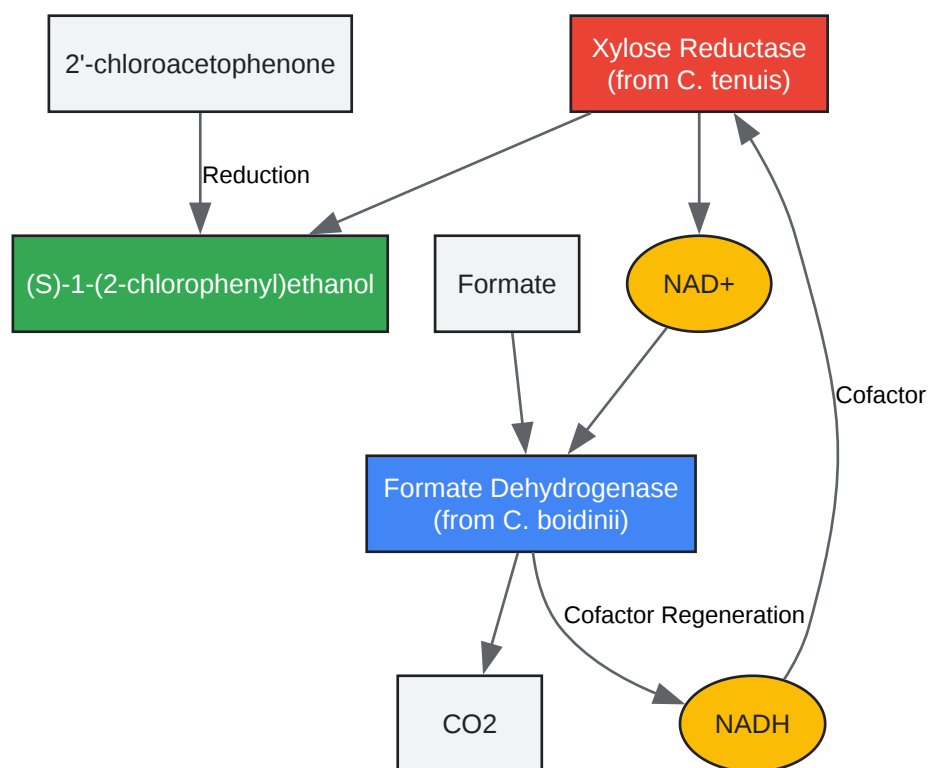 2'-chloroacetophenone
Xylose Reductase
(from C. tenuis)
Reduction
(S)-1-(2-chlorophenyl)ethanol
Formate
NAD+
Cofactor
Formate Dehydrogenase
(from C. boidinii)
Cofactor Regeneration
CO2
NADH